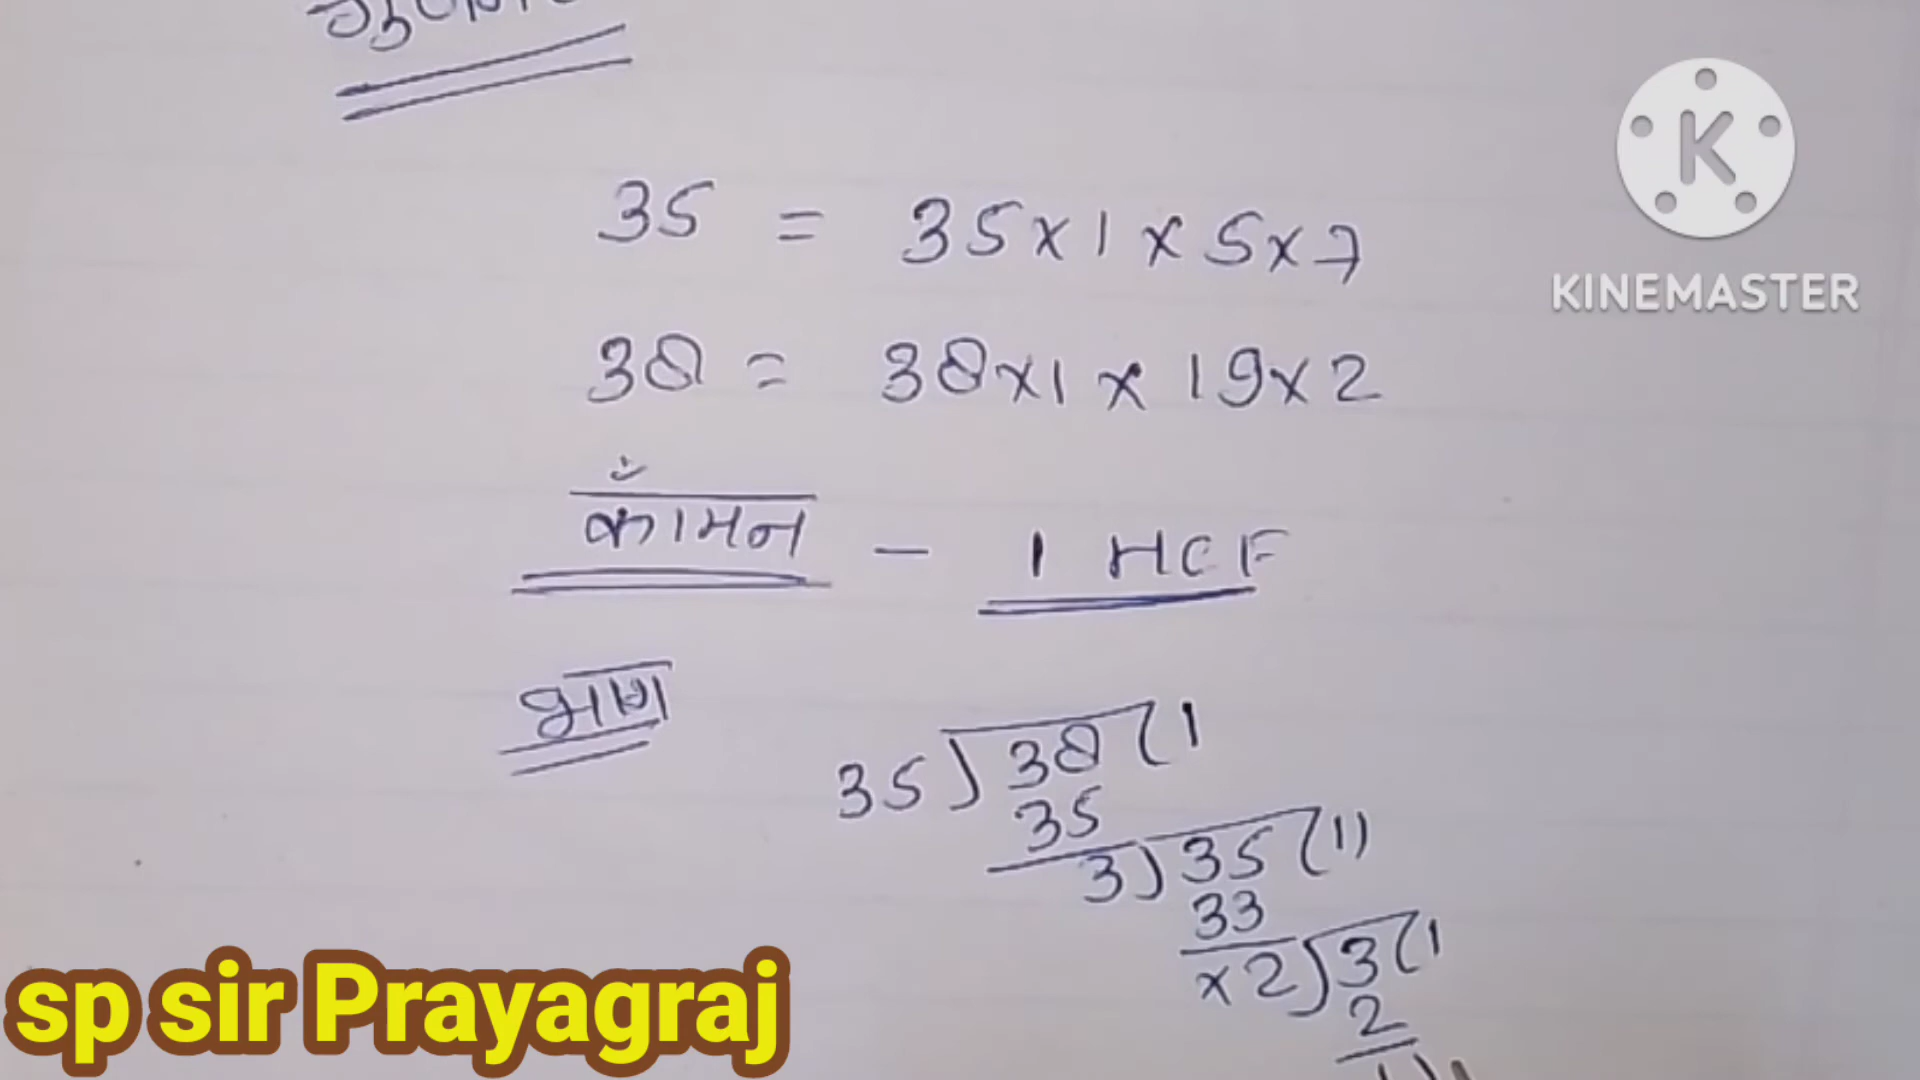 35 = 35x1x5x7
KINEMASTER
38 = 38x1x19x2
कॉमन - 1 HCF
भाग
35)38(1
35
3)35(11
33
x2)3(1
2
sp sir Prayagraj